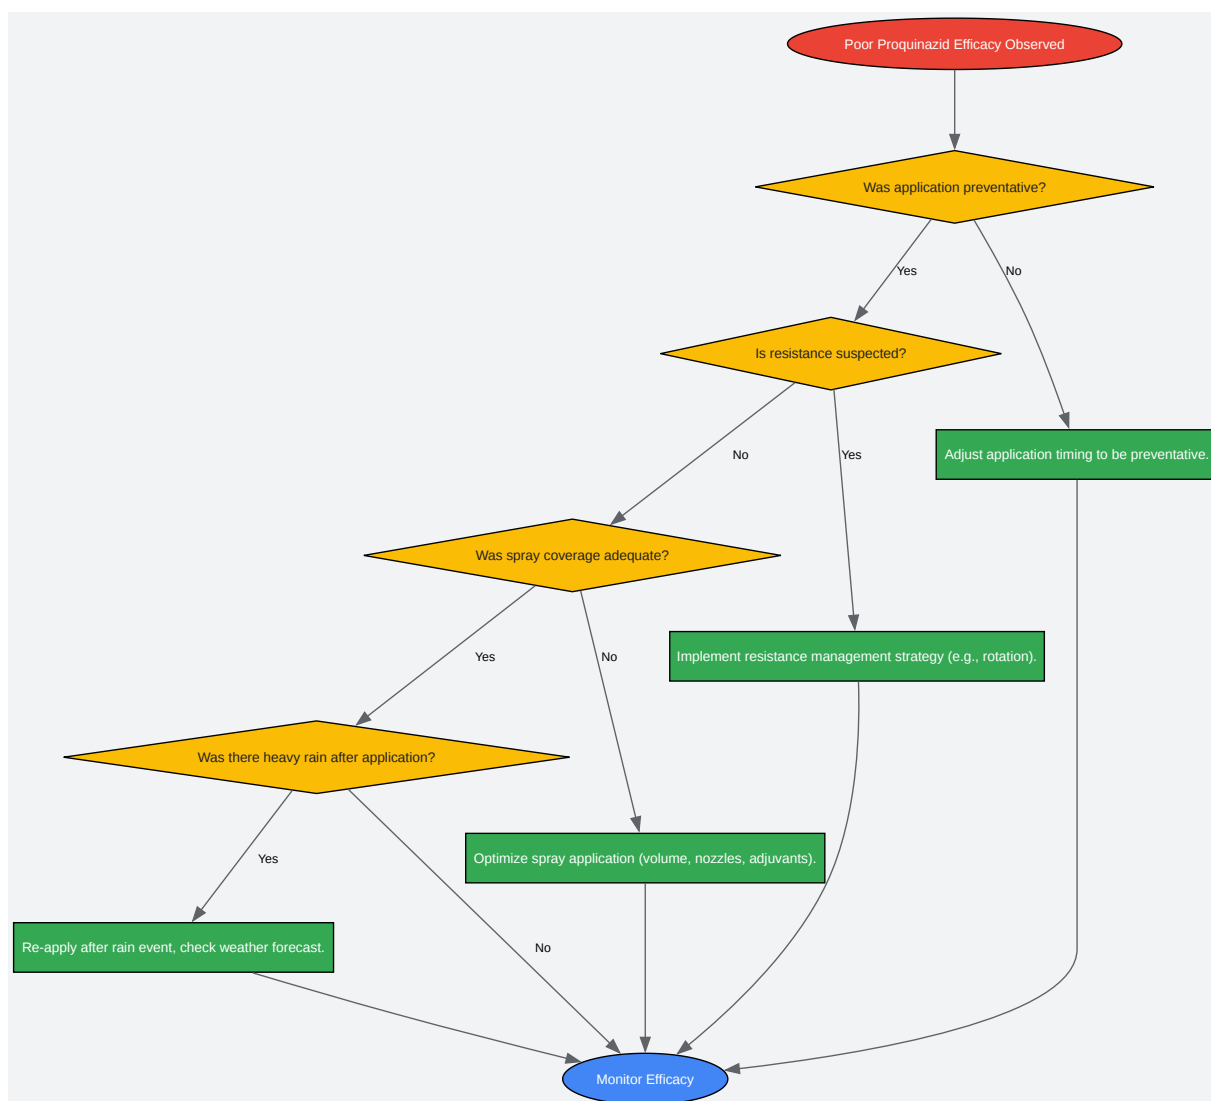 Poor Proquinazid Efficacy Observed
Was application preventative?
Yes
No
Is resistance suspected?
No
Yes
Adjust application timing to be preventative.
Was spray coverage adequate?
Yes
No
Implement resistance management strategy (e.g., rotation).
Was there heavy rain after application?
Yes
No
Optimize spray application (volume, nozzles, adjuvants).
Re-apply after rain event, check weather forecast.
Monitor Efficacy